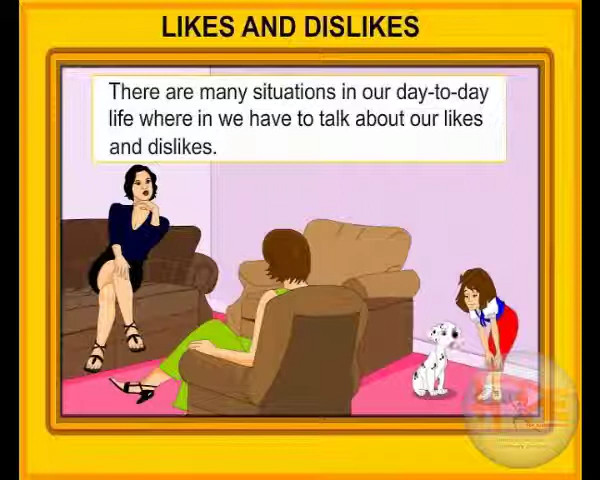 LIKES AND DISLIKES
There are many situations in our day-to-day
life where in we have to talk about our likes
and dislikes.